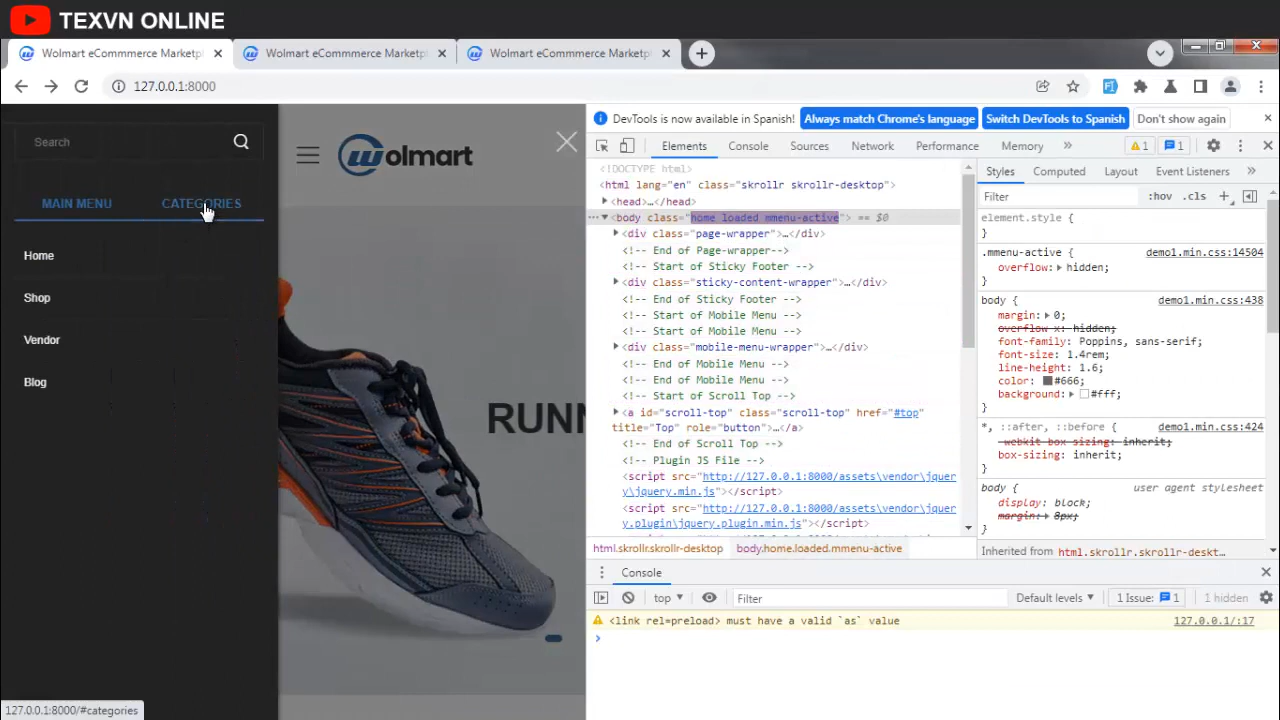 TEXVN ONLINE
Wolmart eCommmerce Marketpl
Wolmart eCommmerce Marketpl
Wolmart eCommmerce Marketpl
127.0.0.1:8000
Search
MAIN MENU CATEGORIES
Home
Shop
Vendor
Blog
Wolmart
RUNN
127.0.0.1:8000/#categories
DevTools is now available in Spanish! Always match Chrome's language Switch DevTools to Spanish Don't show again
Elements Console Sources Network Performance Memory » 1 1
<!DOCTYPE html>
<html lang="en" class="skrollr skrollr-desktop">
<head>…</head>
<body class="home loaded mmenu-active"> == $0
<div class="page-wrapper">…</div>
<!-- End of Page-wrapper-->
<!-- Start of Sticky Footer -->
<div class="sticky-content-wrapper">…</div>
<!-- End of Sticky Footer -->
<!-- Start of Mobile Menu -->
<div class="mobile-menu-wrapper">…</div>
<!-- End of Mobile Menu -->
<!-- End of Mobile Menu -->
<!-- Start of Scroll Top -->
<a id="scroll-top" class="scroll-top" href="#top"
title="Top" role="button">…</a>
<!-- End of Scroll Top -->
<!-- Plugin JS File -->
<script src="http://127.0.0.1:8000/assets\vendor\jquer
y\jquery.min.js"></script>
<script src="http://127.0.0.1:8000/assets\vendor\jquery
.plugin\jquery.plugin.min.js"></script>
html.skrollr.skrollr-desktop body.home.loaded.mmenu-active
Styles Computed Layout Event Listeners »
Filter :hov .cls +
element.style {
}
.mmenu-active { demo1.min.css:14504
overflow: hidden;
}
body { demo1.min.css:438
margin: 0;
overflow-x: hidden;
font-family: Poppins, sans-serif;
font-size: 1.4rem;
line-height: 1.6;
color: #666;
background: #fff;
}
*, ::after, ::before { demo1.min.css:424
-webkit-box-sizing: inherit;
box-sizing: inherit;
}
body { user agent stylesheet
display: block;
margin: 8px;
}
Inherited from html.skrollr.skrollr-deskt…
Console
top Filter Default levels 1 Issue: 1 1 hidden
<link rel=preload> must have a valid `as` value 127.0.0.1/:17